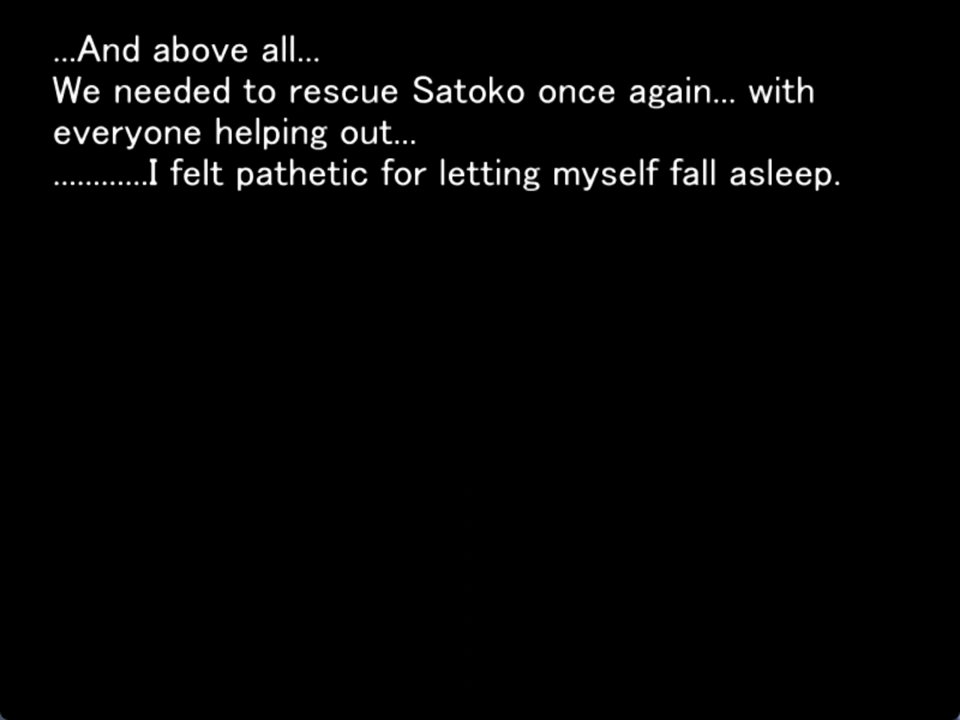 ...And above all...
We needed to rescue Satoko once again... with
everyone helping out...
............I felt pathetic for letting myself fall asleep.